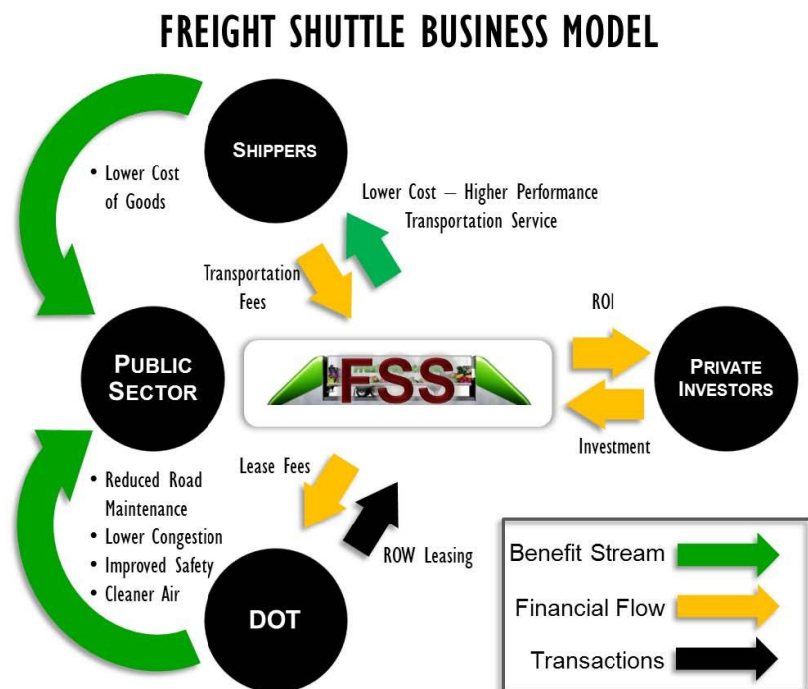 FREIGHT SHUTTLE BUSINESS MODEL
SHIPPERS
• Lower Cost
of Goods
Lower Cost – Higher Performance
Transportation Service
Transportation
Fees
ROI
PUBLIC
SECTOR
FSS
PRIVATE
INVESTORS
Investment
Lease Fees
• Reduced Road
Maintenance
• Lower Congestion
• Improved Safety
• Cleaner Air
ROW Leasing
DOT
Benefit Stream
Financial Flow
Transactions